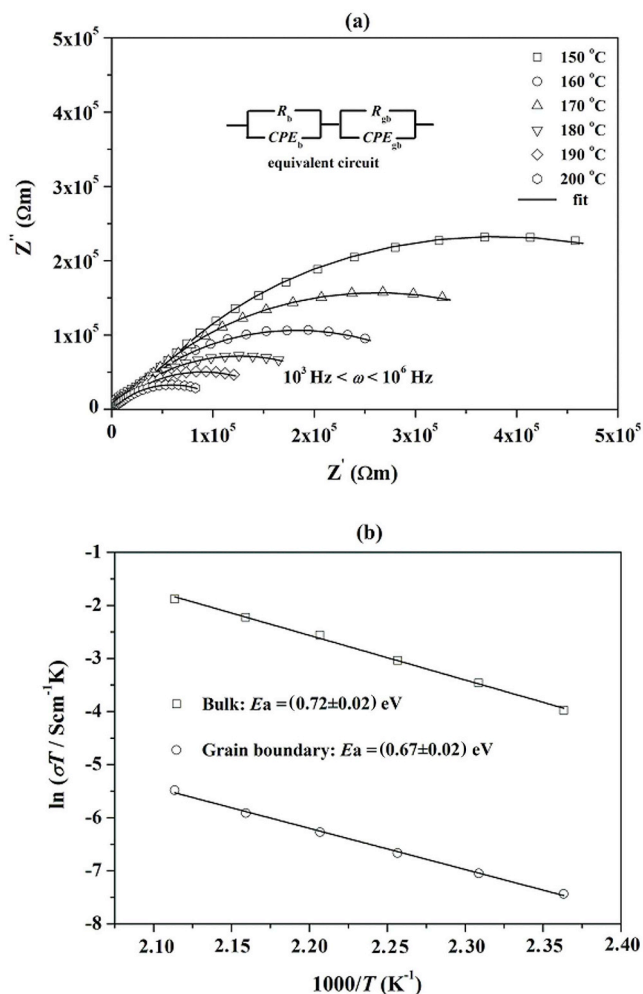 (a)
5x10⁵
4x10⁵
3x10⁵
2x10⁵
1x10⁵
0
Z'' (Ωm)
R_b
CPE_b
R_gb
CPE_gb
equivalent circuit
150 °C
160 °C
170 °C
180 °C
190 °C
200 °C
fit
10³ Hz < ω < 10⁶ Hz
0 1x10⁵ 2x10⁵ 3x10⁵ 4x10⁵ 5x10⁵
Z' (Ωm)
(b)
-1
-2
-3
-4
-5
-6
-7
-8
ln (σT / Scm⁻¹K)
Bulk: Ea = (0.72±0.02) eV
Grain boundary: Ea = (0.67±0.02) eV
2.10 2.15 2.20 2.25 2.30 2.35 2.40
1000/T (K⁻¹)